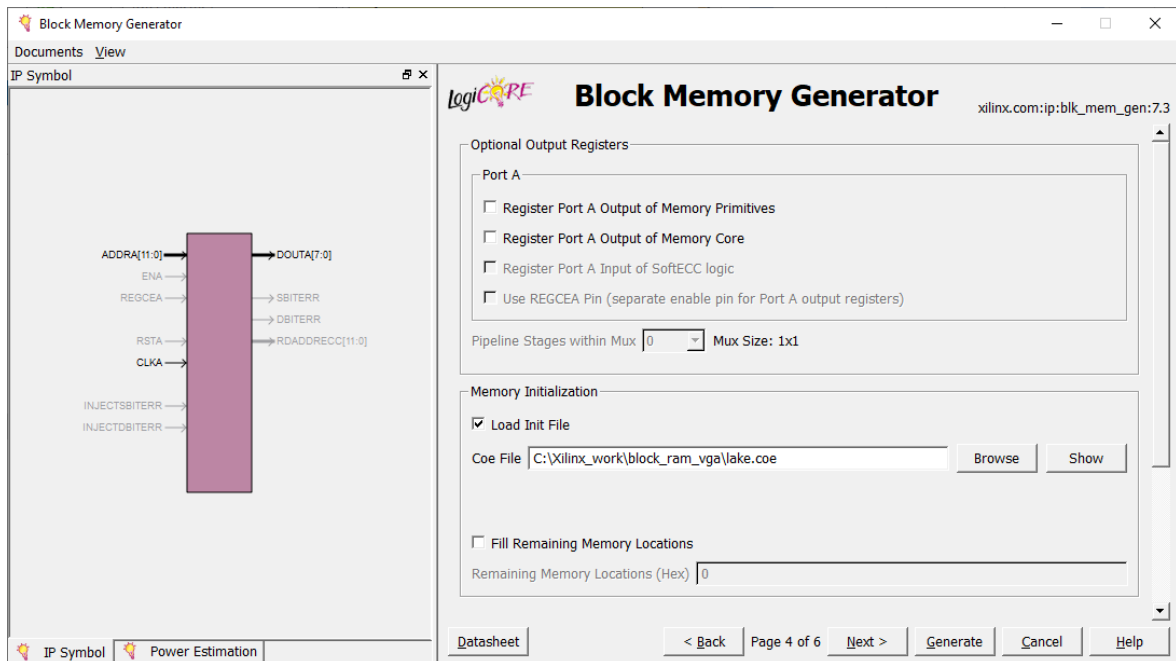 Block Memory Generator
Documents View
IP Symbol
ADDRA[11:0]
ENA
REGCEA
RSTA
CLKA
INJECTSBITERR
INJECTDBITERR
DOUTA[7:0]
SBITERR
DBITERR
RDADDRECC[11:0]
IP Symbol Power Estimation
logiCORE Block Memory Generator xilinx.com:ip:blk_mem_gen:7.3
Optional Output Registers
Port A
Register Port A Output of Memory Primitives
Register Port A Output of Memory Core
Register Port A Input of SoftECC logic
Use REGCEA Pin (separate enable pin for Port A output registers)
Pipeline Stages within Mux 0 Mux Size: 1x1
Memory Initialization
Load Init File
Coe File C:\Xilinx_work\block_ram_vga\lake.coe Browse Show
Fill Remaining Memory Locations
Remaining Memory Locations (Hex) 0
Datasheet < Back Page 4 of 6 Next > Generate Cancel Help